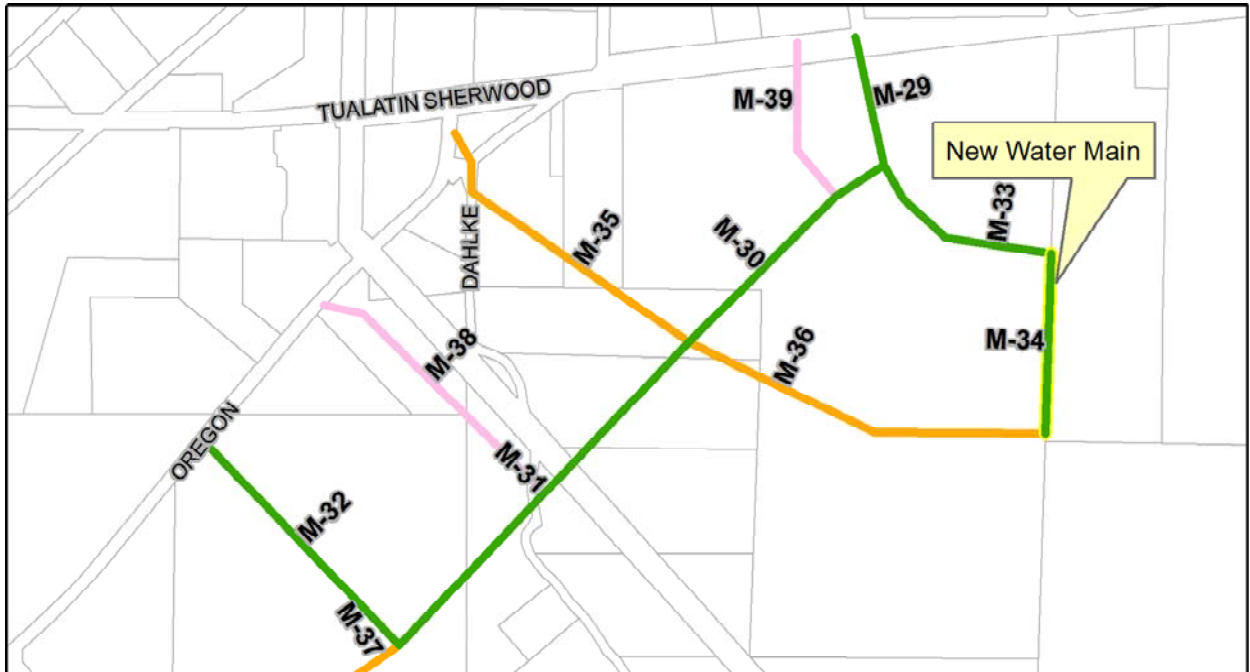 TUALATIN SHERWOOD
M-39
M-29
New Water Main
M-33
M-35
DAHLKE
M-30
M-34
M-38
M-36
OREGON
M-31
M-32
M-37